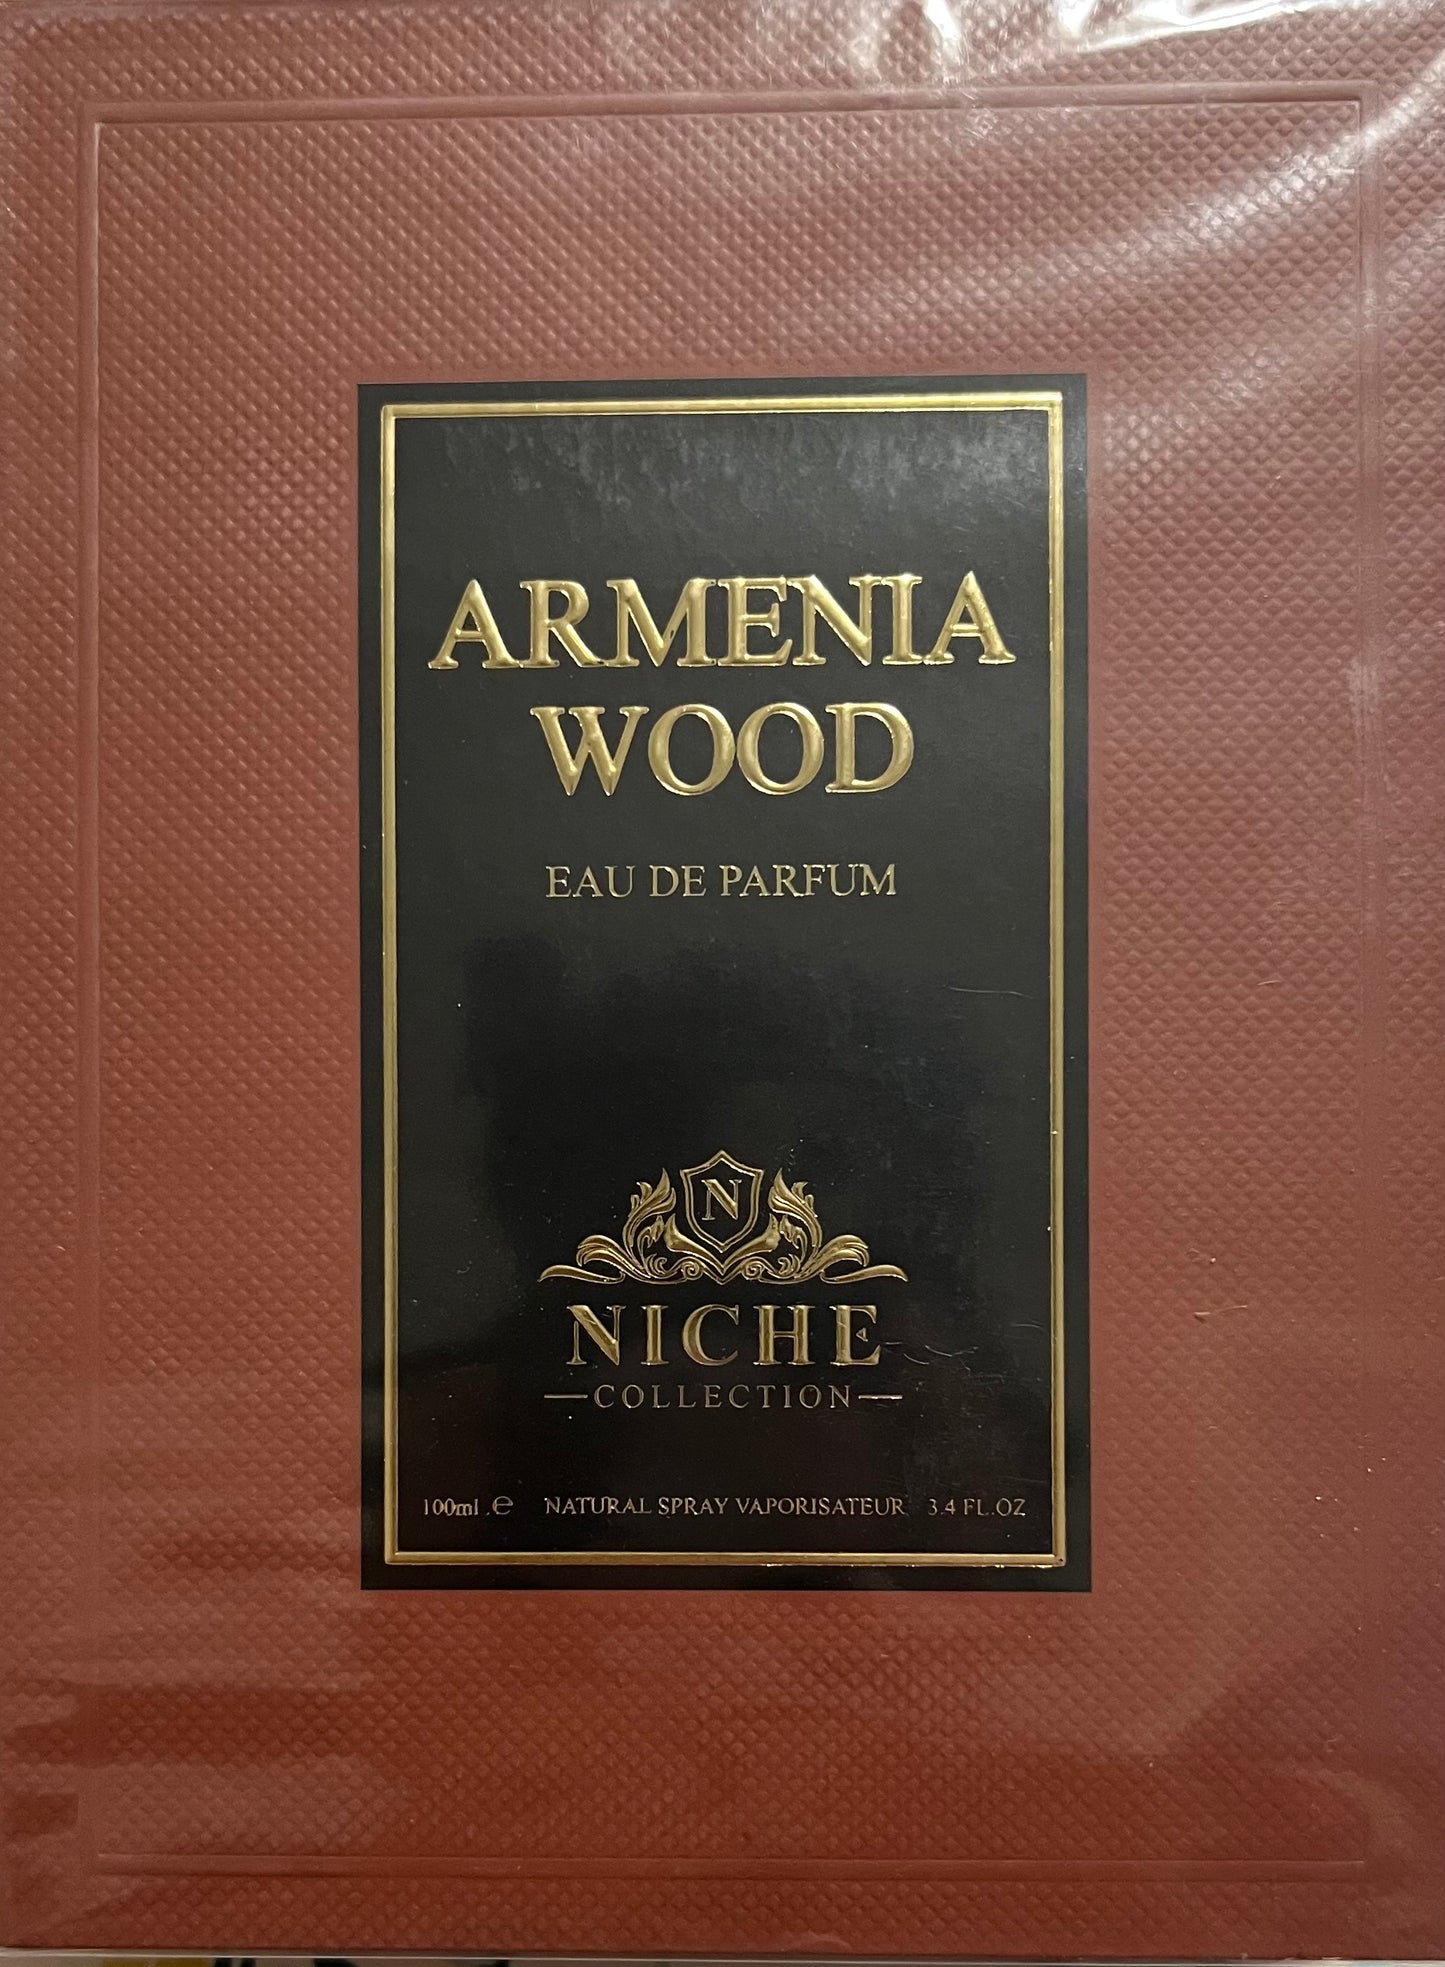 ARMENIA
WOOD
EAU DE PARFUM
N
NICHE
COLLECTION
100ml ℮ NATURAL SPRAY VAPORISATEUR 3.4 FL.OZ